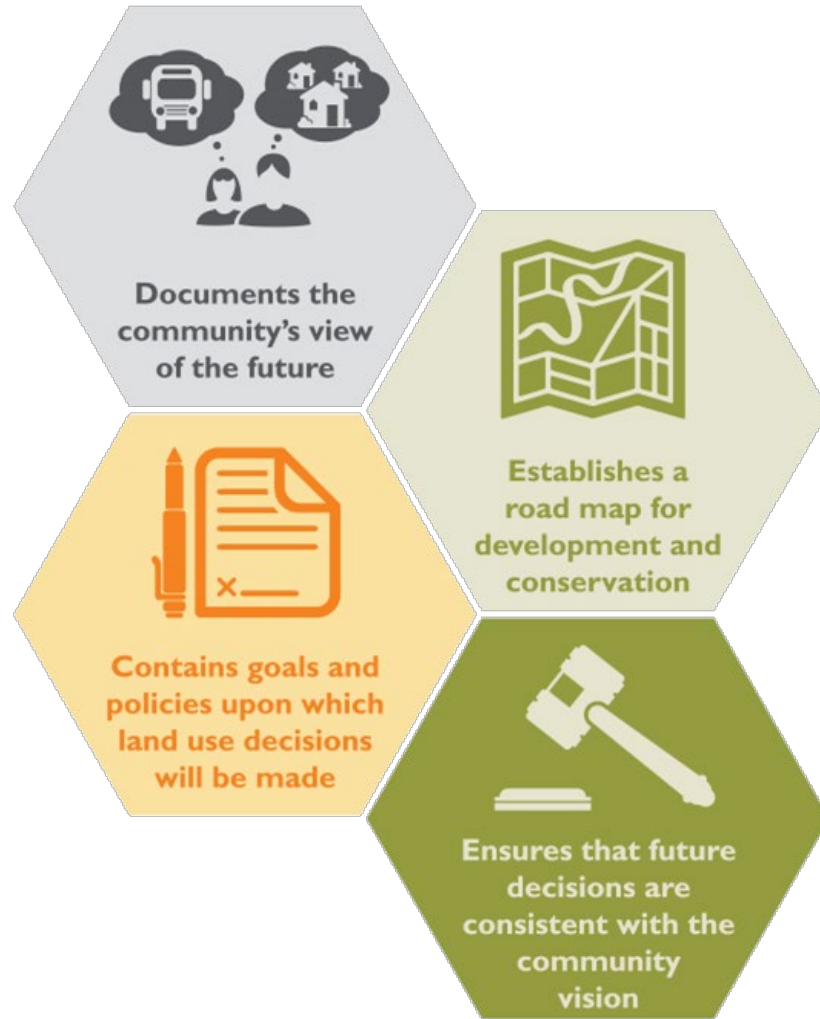 Documents the
community's view
of the future
Establishes a
road map for
development and
conservation
Contains goals and
policies upon which
land use decisions
will be made
Ensures that future
decisions are
consistent with the
community
vision